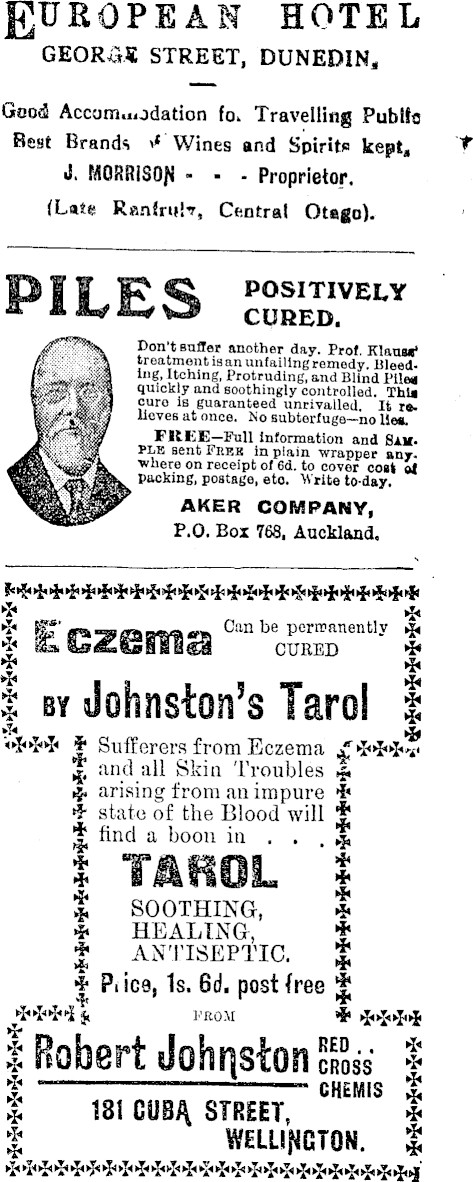 EUROPEAN HOTEL
GEORGE STREET, DUNEDIN.
Good Accommodation for Travelling Public
Best Brands of Wines and Spirits kept.
J. MORRISON - - - Proprietor.
(Late Ranfurly, Central Otago).
PILES POSITIVELY
CURED.
Don't suffer another day. Prof. Klauss'
treatment is an unfailing remedy. Bleed-
ing, Itching, Protruding, and Blind Piles
quickly and soothingly controlled. This
cure is guaranteed unrivalled. It re-
lieves at once. No subterfuge—no lies.
FREE—Full information and SAM-
PLE sent FREE in plain wrapper any-
where on receipt of 6d. to cover cost of
packing, postage, etc. Write to-day.
AKER COMPANY,
P.O. Box 768, Auckland.
Eczema Can be permanently
CURED
BY Johnston's Tarol
Sufferers from Eczema
and all Skin Troubles
arising from an impure
state of the Blood will
find a boon in . . .
TAROL
SOOTHING,
HEALING,
ANTISEPTIC.
Price, 1s. 6d. post free
FROM
Robert Johnston RED . .
CROSS
CHEMIS
181 CUBA STREET,
WELLINGTON.